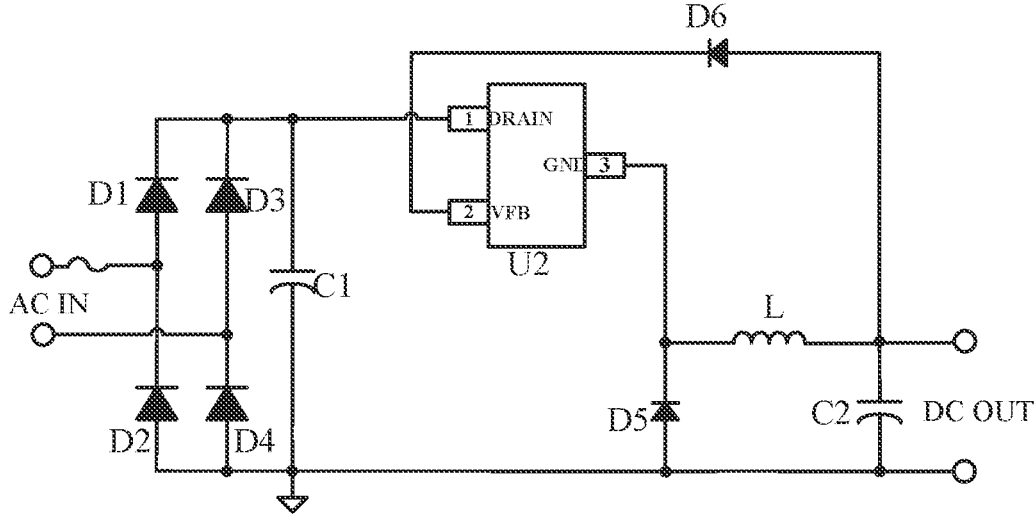 D6
1 DRAIN
GND 3
2 VFB
U2
D1
D3
AC IN
C1
L
D2
D4
D5
C2
DC OUT